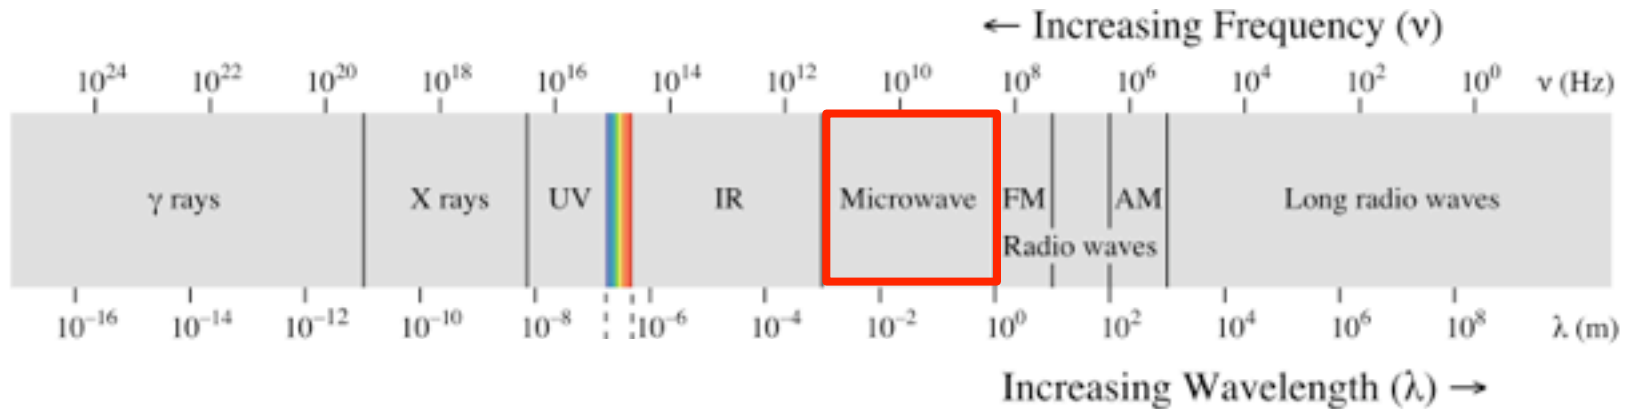 ← Increasing Frequency (ν)
10²⁴ 10²² 10²⁰ 10¹⁸ 10¹⁶ 10¹⁴ 10¹² 10¹⁰ 10⁸ 10⁶ 10⁴ 10² 10⁰ ν (Hz)
γ rays X rays UV IR Microwave FM AM Long radio waves
Radio waves
10⁻¹⁶ 10⁻¹⁴ 10⁻¹² 10⁻¹⁰ 10⁻⁸ 10⁻⁶ 10⁻⁴ 10⁻² 10⁰ 10² 10⁴ 10⁶ 10⁸ λ (m)
Increasing Wavelength (λ) →